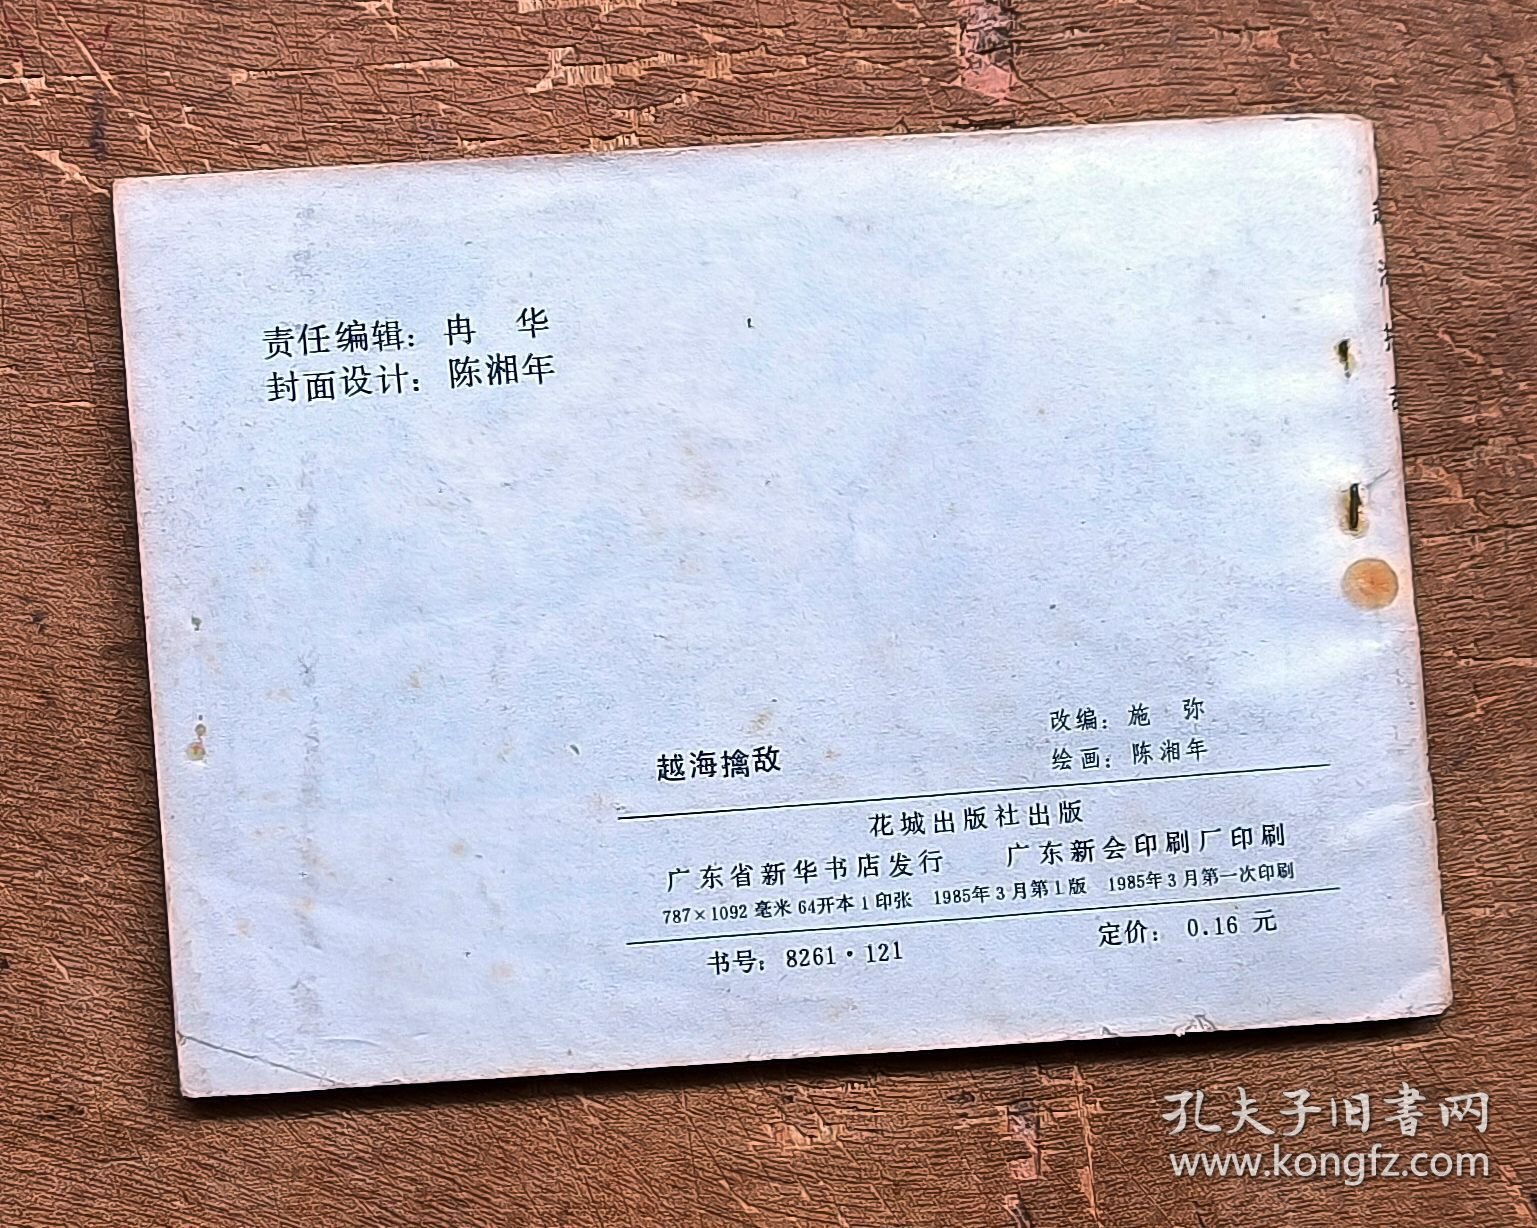 责任编辑：冉　华
封面设计：陈湘年
越海擒敌
改编：施　弥
绘画：陈湘年
花城出版社出版
广东省新华书店发行　广东新会印刷厂印刷
787×1092 毫米 64开本 1 印张　1985年3月第1版　1985年3月第一次印刷
书号：8261·121　定价：0.16 元
孔夫子旧书网
www.kongfz.com